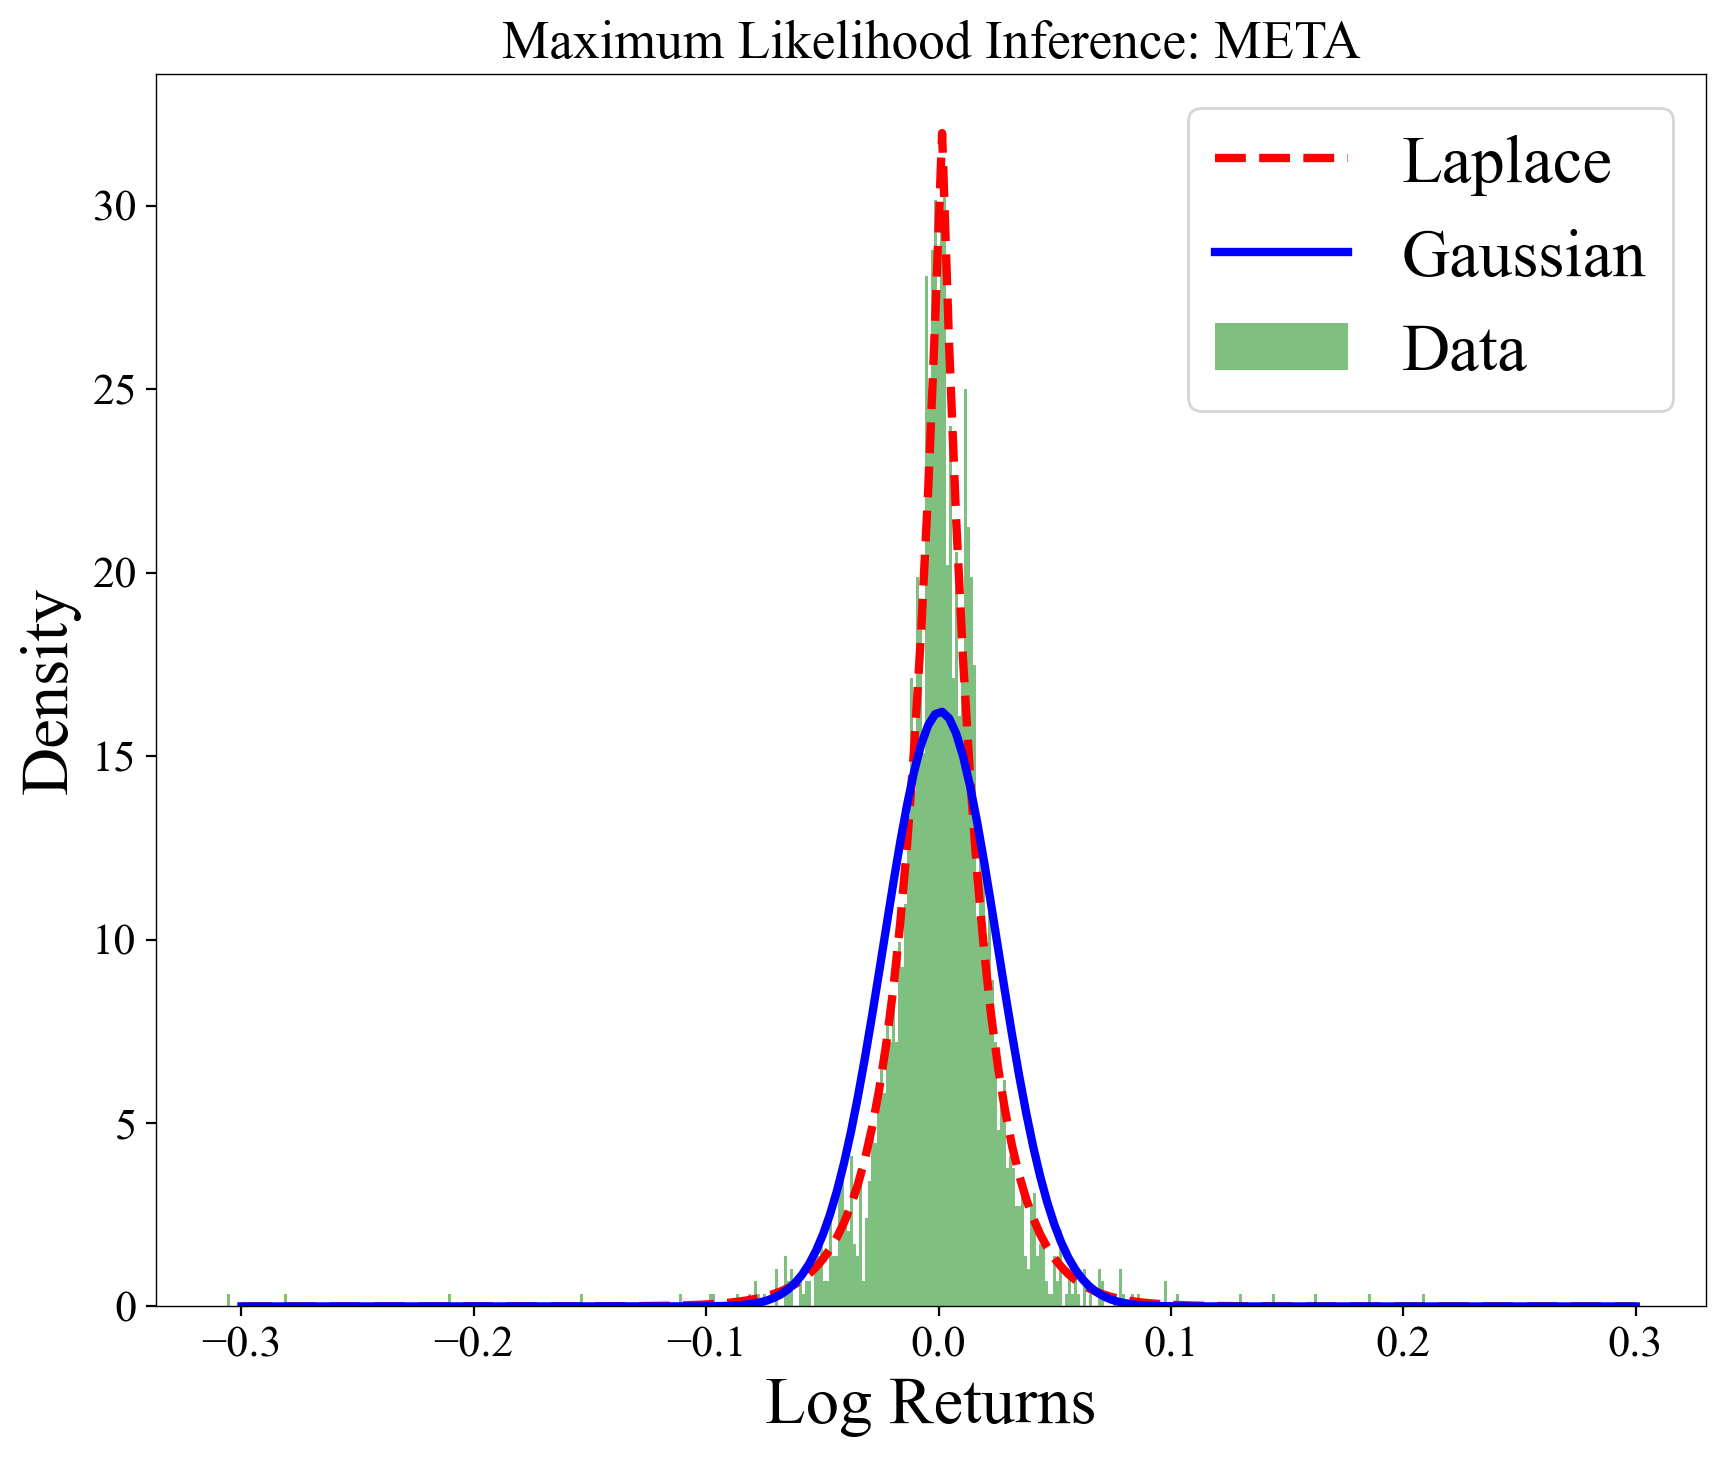 Maximum Likelihood Inference: META
Laplace
Gaussian
Data
Density
30
25
20
15
10
5
0
−0.3 −0.2 −0.1 0.0 0.1 0.2 0.3
Log Returns